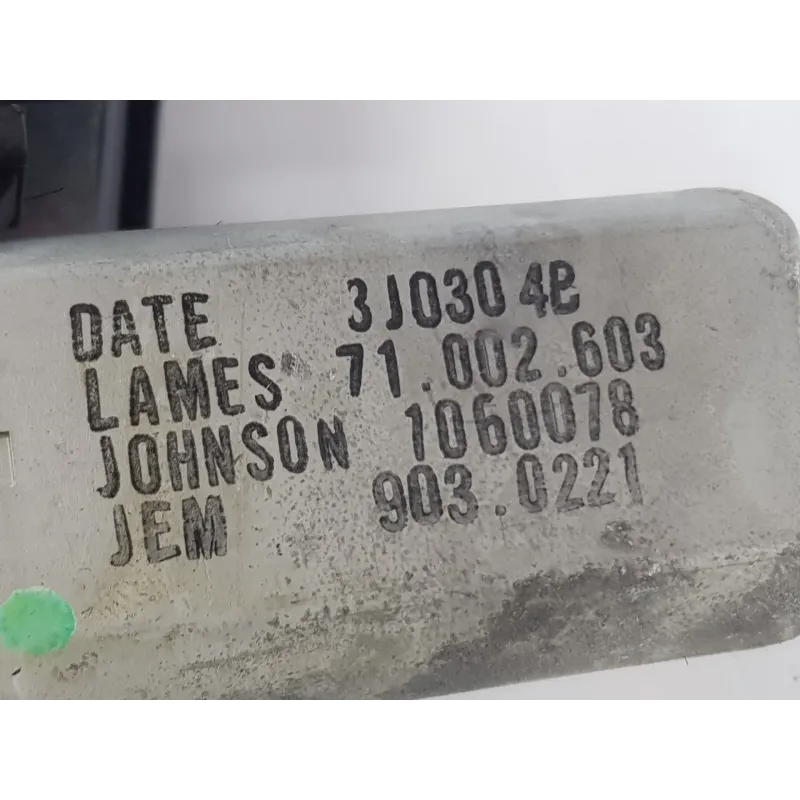 DATE 3J0304B
LAMES 71.002.603
JOHNSON 1060078
JEM 903.0221